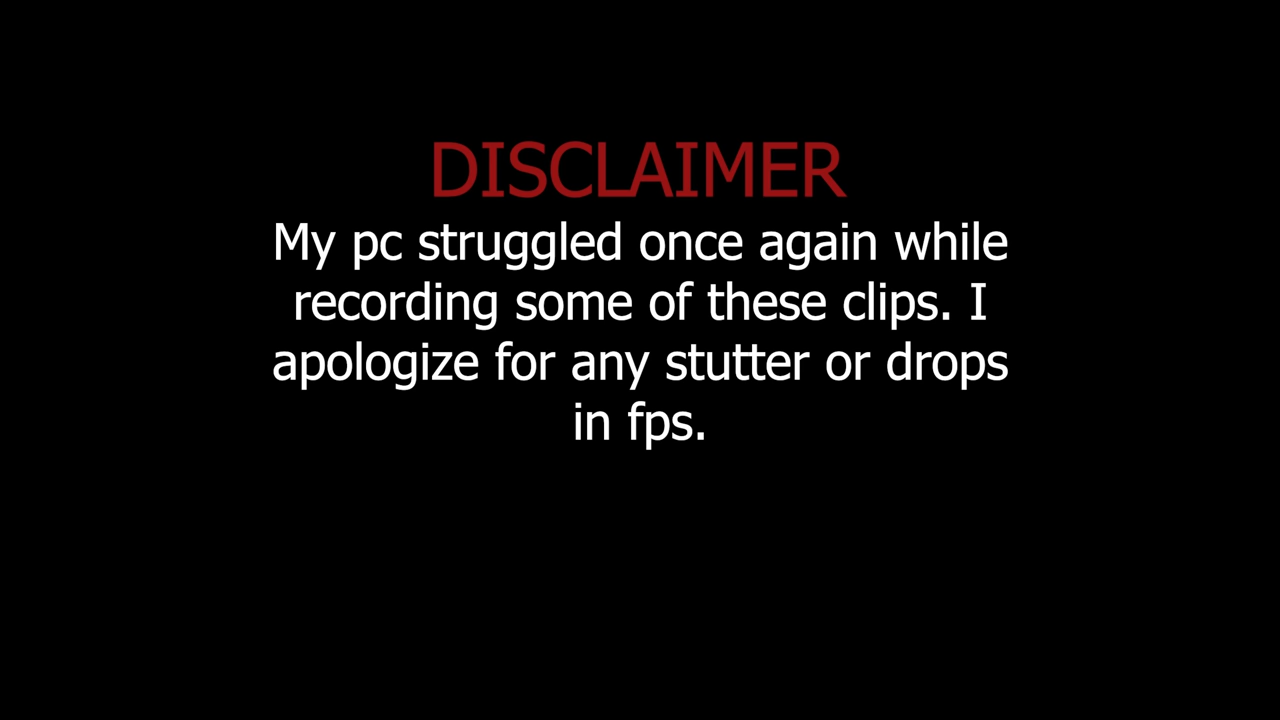 DISCLAIMER
My pc struggled once again while
recording some of these clips. I
apologize for any stutter or drops
in fps.